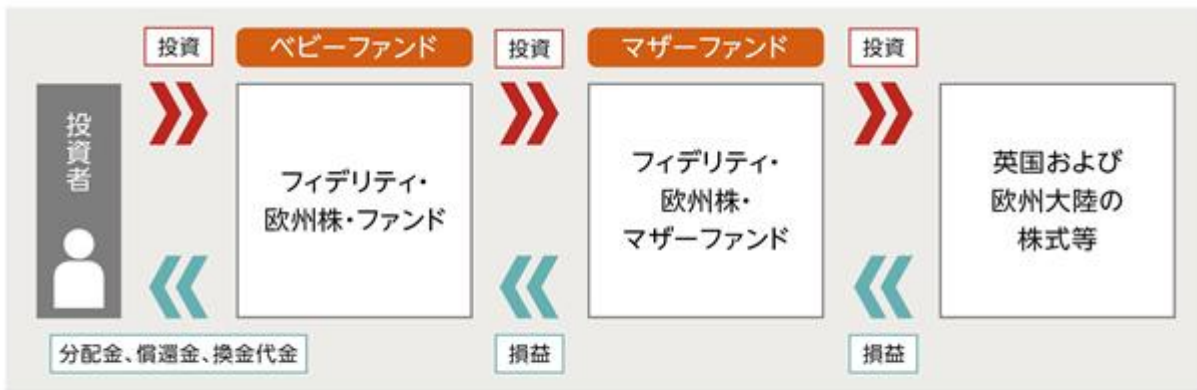 投資
ベビーファンド
投資
マザーファンド
投資
投資者
フィデリティ・
欧州株・ファンド
フィデリティ・
欧州株・
マザーファンド
英国および
欧州大陸の
株式等
分配金、償還金、換金代金
損益
損益